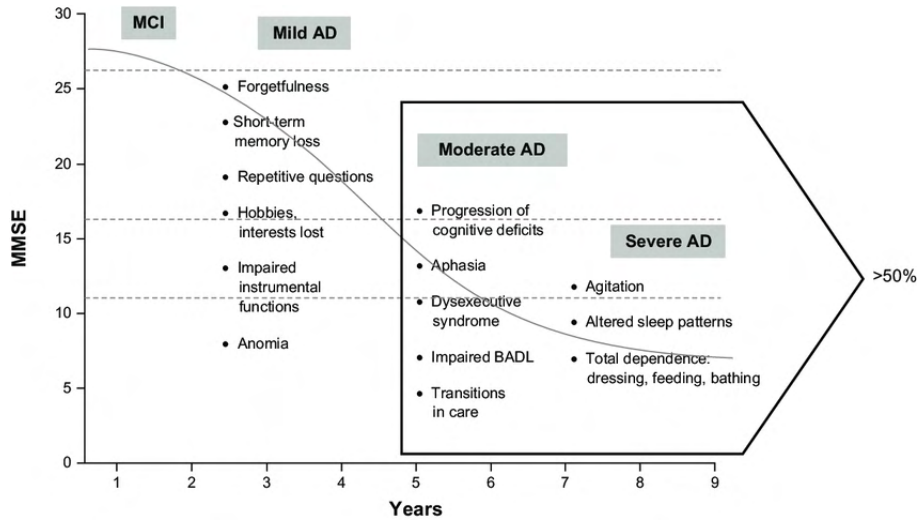 30
25
20
15
10
5
0
MMSE
MCI
Mild AD
• Forgetfulness
• Short term
memory loss
• Repetitive questions
• Hobbies,
interests lost
• Impaired
instrumental
functions
• Anomia
Moderate AD
• Progression of
cognitive deficits
• Aphasia
• Dysexecutive
syndrome
• Impaired BADL
• Transitions
in care
Severe AD
• Agitation
• Altered sleep patterns
• Total dependence:
dressing, feeding, bathing
>50%
1 2 3 4 5 6 7 8 9
Years